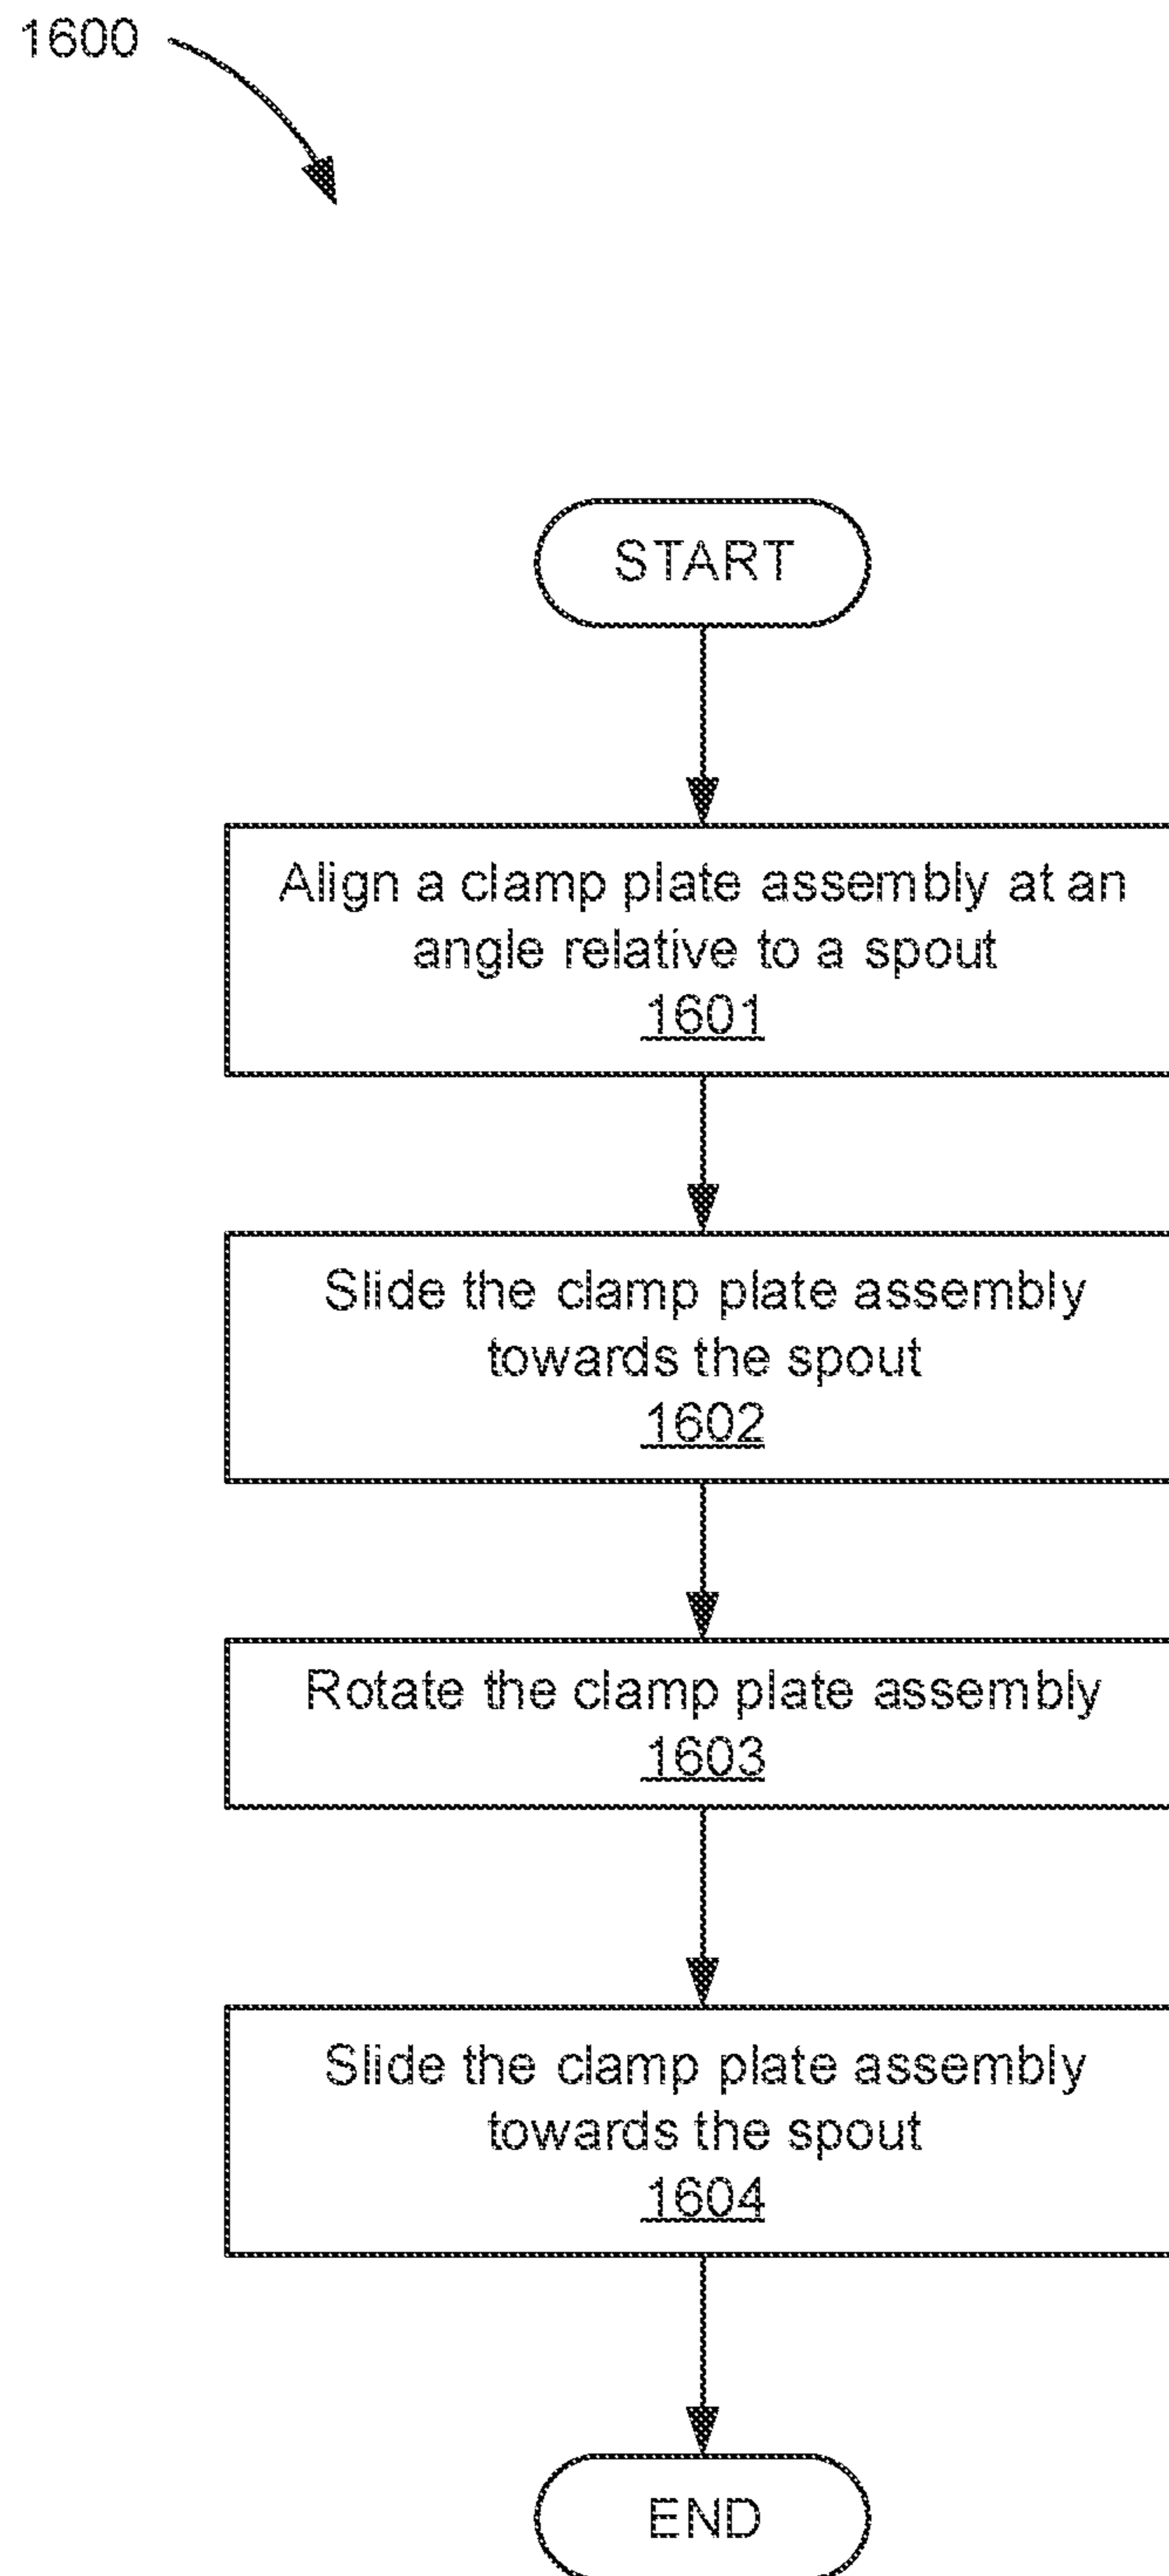 1600
START
Align a clamp plate assembly at an
angle relative to a spout
1601
Slide the clamp plate assembly
towards the spout
1602
Rotate the clamp plate assembly
1603
Slide the clamp plate assembly
towards the spout
1604
END